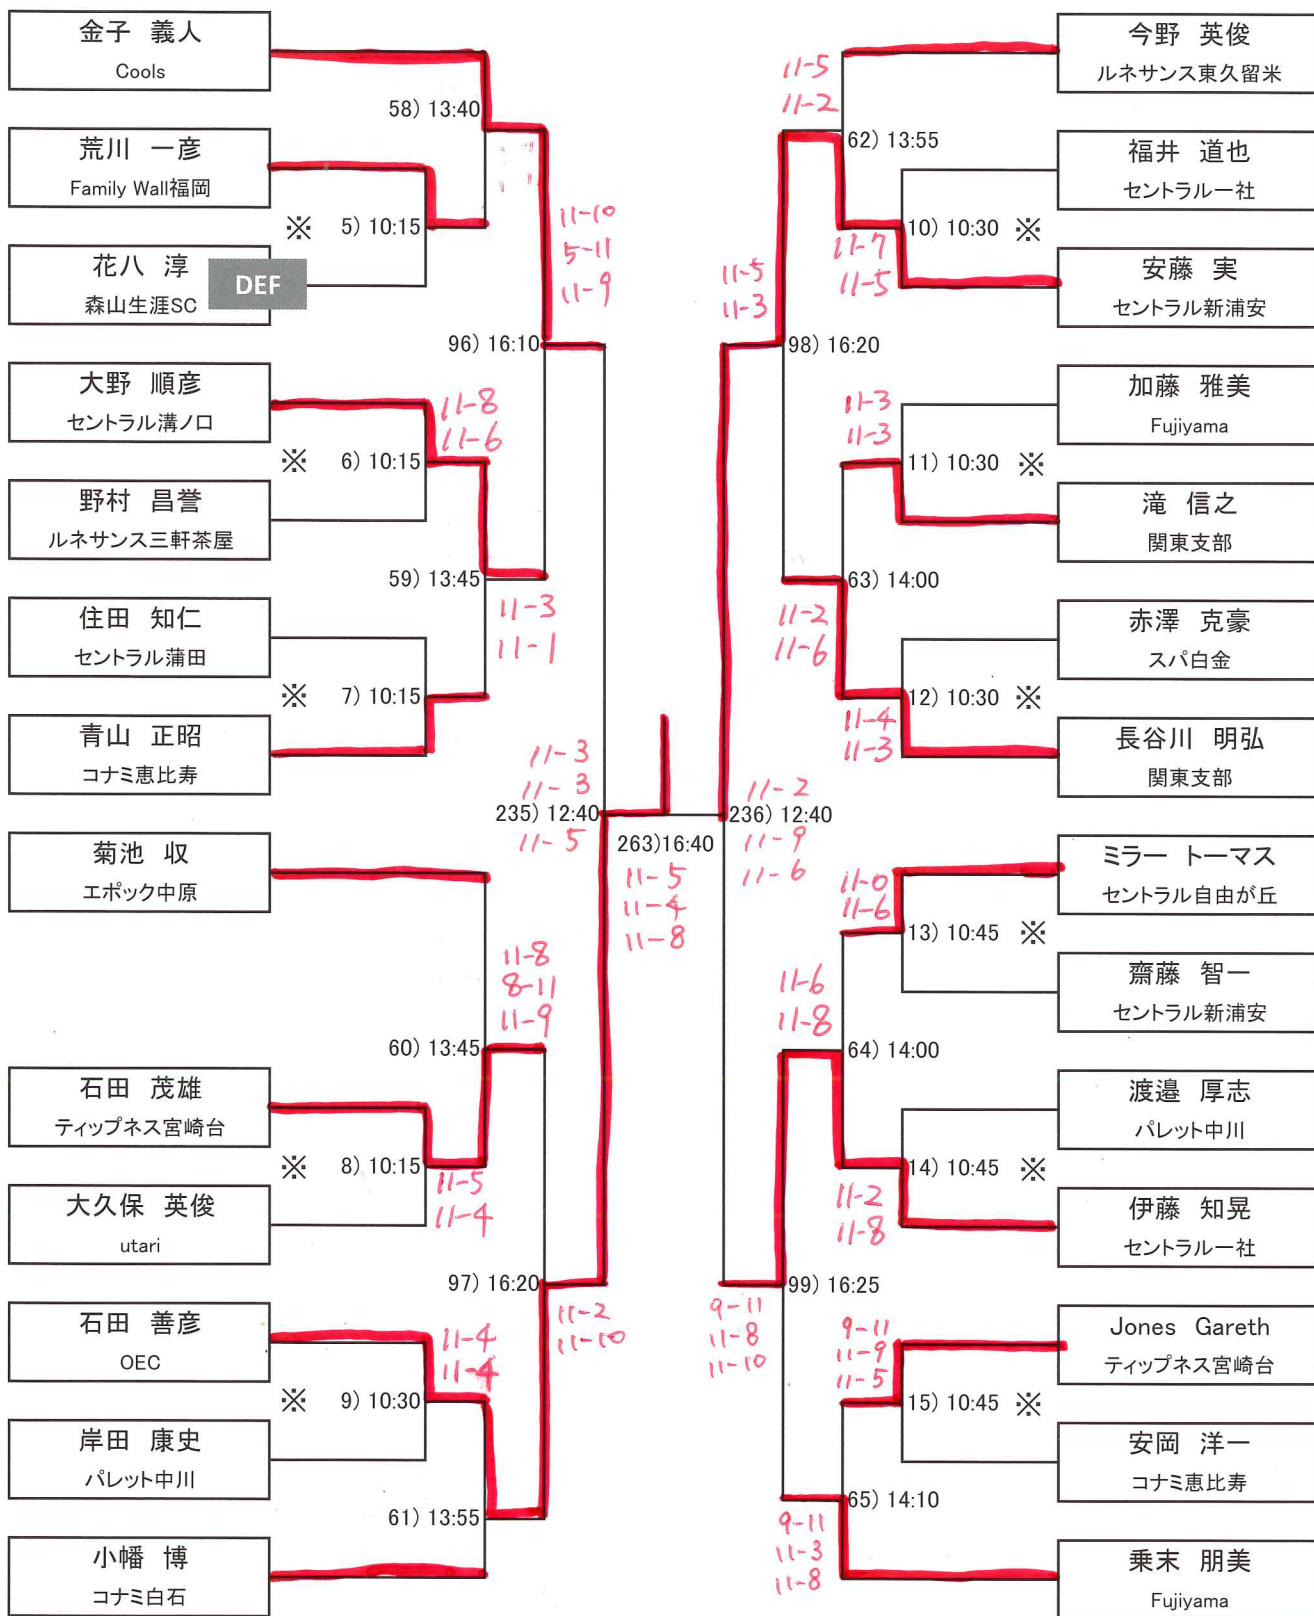 金子 義人
Cools
荒川 一彦
Family Wall福岡
花八 淳
森山生涯SC
DEF
大野 順彦
セントラル溝ノ口
野村 昌誉
ルネサンス三軒茶屋
住田 知仁
セントラル蒲田
青山 正昭
コナミ恵比寿
菊池 収
エポック中原
石田 茂雄
ティップネス宮崎台
大久保 英俊
utari
石田 善彦
OEC
岸田 康史
パレット中川
小幡 博
コナミ白石
※ 5) 10:15
※ 6) 10:15
11-8
11-6
※ 7) 10:15
※ 8) 10:15
11-5
11-4
※ 9) 10:30
11-4
11-4
58) 13:40
59) 13:45
11-3
11-1
60) 13:45
11-8
8-11
11-9
61) 13:55
96) 16:10
11-10
5-11
11-9
97) 16:20
11-2
11-10
11-3
11-3
235) 12:40
11-5
263)16:40
11-5
11-4
11-8
11-2
236) 12:40
11-9
11-6
11-5
11-3
98) 16:20
99) 16:25
9-11
11-8
11-10
11-5
11-2
62) 13:55
63) 14:00
11-2
11-6
11-6
11-8
64) 14:00
65) 14:10
9-11
11-3
11-8
10) 10:30 ※
11-7
11-5
11-3
11-3
11) 10:30 ※
12) 10:30 ※
11-4
11-3
11-0
11-6
13) 10:45 ※
14) 10:45 ※
11-2
11-8
9-11
11-9
11-5
15) 10:45 ※
今野 英俊
ルネサンス東久留米
福井 道也
セントラル一社
安藤 実
セントラル新浦安
加藤 雅美
Fujiyama
滝 信之
関東支部
赤澤 克豪
スパ白金
長谷川 明弘
関東支部
ミラー トーマス
セントラル自由が丘
齋藤 智一
セントラル新浦安
渡邉 厚志
パレット中川
伊藤 知晃
セントラル一社
Jones Gareth
ティップネス宮崎台
安岡 洋一
コナミ恵比寿
乗末 朋美
Fujiyama